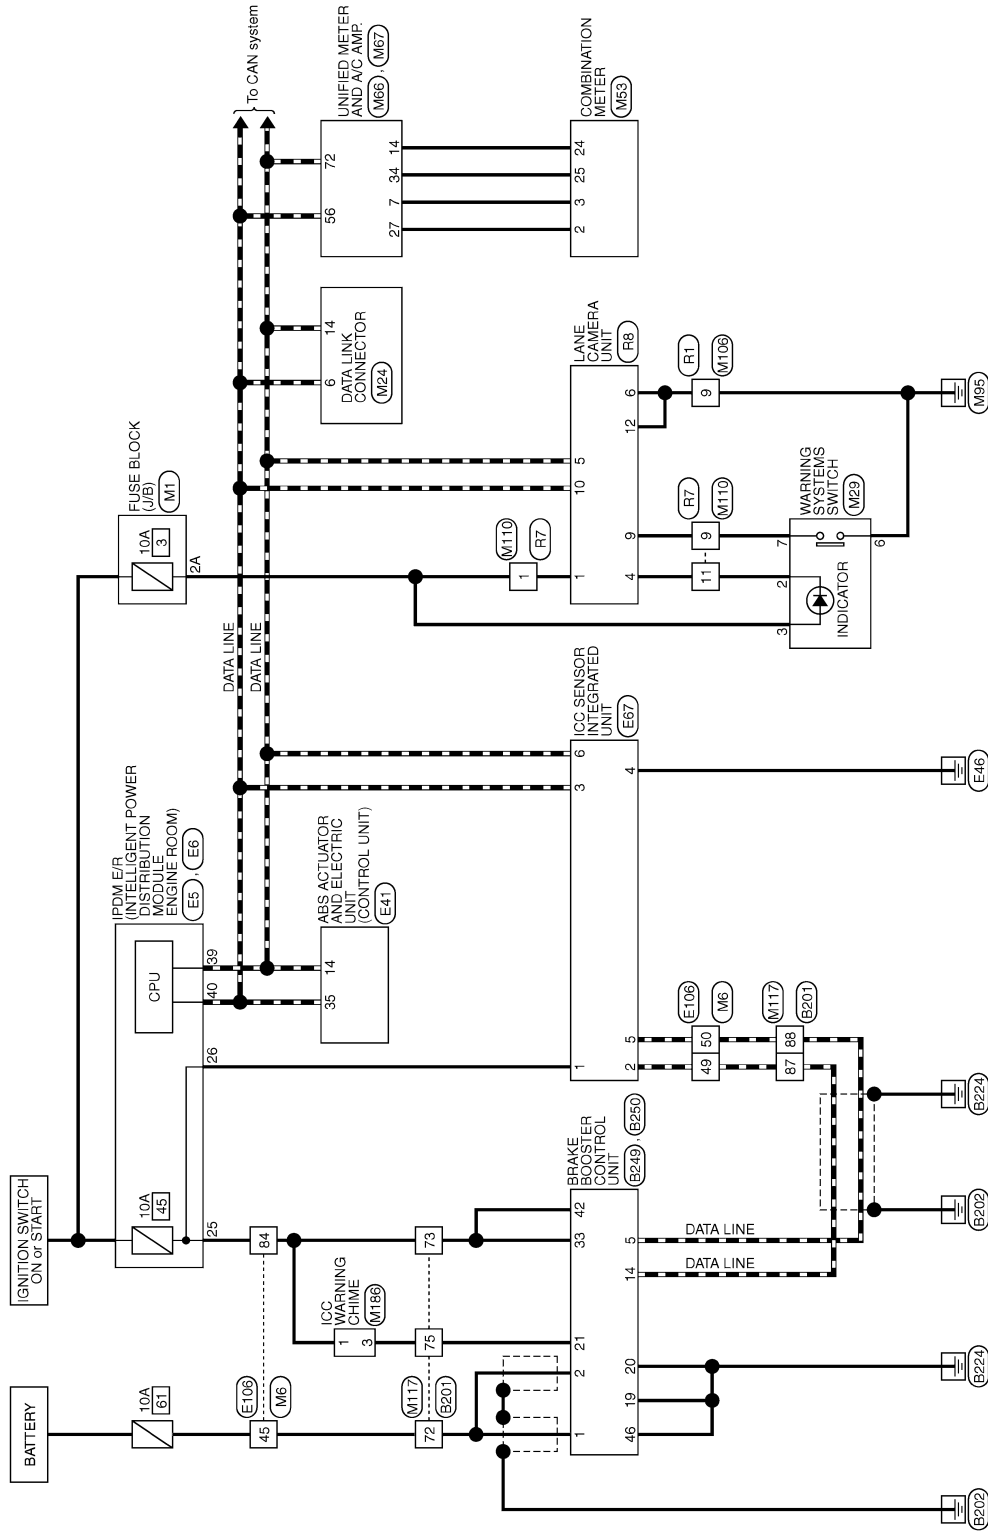 BATTERY
10A
61
E106
M6
45
M117
B201
72
IGNITION SWITCH
ON or START
10A
45
25
84
73
75
ICC
WARNING
CHIME
M186
1
3
IPDM E/R
(INTELLIGENT POWER
DISTRIBUTION
MODULE
ENGINE ROOM)
E5 , E6
CPU
26
40
39
FUSE BLOCK
(J/B)
M1
10A
3
2A
DATA LINE
DATA LINE
To CAN system
ABS ACTUATOR
AND ELECTRIC
UNIT
(CONTROL UNIT)
E41
35
14
DATA LINK
CONNECTOR
M24
6
14
UNIFIED METER
AND A/C AMP.
M66 , M67
56
72
27
7
34
14
COMBINATION
METER
M53
2
3
25
24
BRAKE
BOOSTER
CONTROL
UNIT
B249 , B250
1
2
21
33
42
46
19
20
14
5
DATA LINE
DATA LINE
ICC SENSOR
INTEGRATED
UNIT
E67
1
3
6
2
5
4
E106
M6
49
50
M117
B201
87
88
M110
R7
1
LANE
CAMERA
UNIT
R8
1
10
5
4
9
12
6
R7
M110
11
9
R1
M106
9
WARNING
SYSTEMS
SWITCH
M29
3
2
7
6
INDICATOR
B202
B224
B202
B224
E46
M95